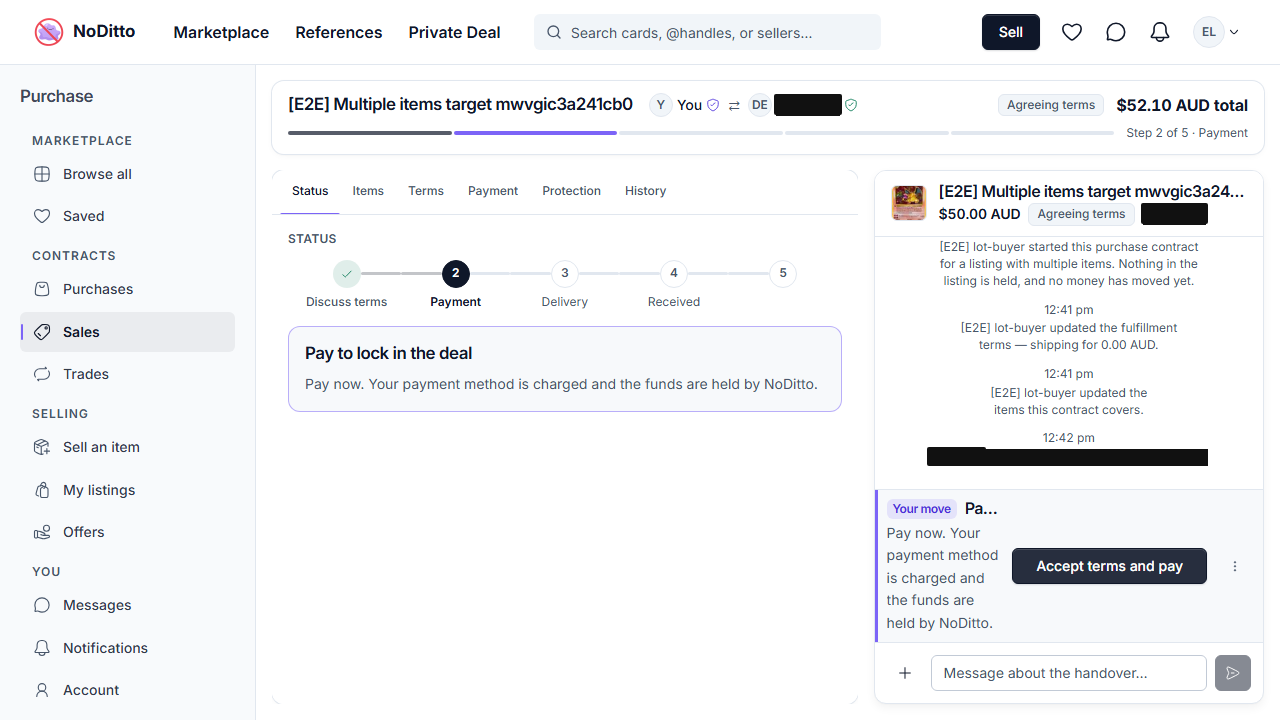 NoDitto
Marketplace
References
Private Deal
Search cards, @handles, or sellers...
Sell
EL
Purchase
MARKETPLACE
Browse all
Saved
CONTRACTS
Purchases
Sales
Trades
SELLING
Sell an item
My listings
Offers
YOU
Messages
Notifications
Account
[E2E] Multiple items target mwvgic3a241cb0
Y You
DE
Agreeing terms
$52.10 AUD total
Step 2 of 5 · Payment
Status
Items
Terms
Payment
Protection
History
STATUS
2
3
4
5
Discuss terms
Payment
Delivery
Received
Pay to lock in the deal
Pay now. Your payment method is charged and the funds are held by NoDitto.
[E2E] Multiple items target mwvgic3a24...
$50.00 AUD
Agreeing terms
[E2E] lot-buyer started this purchase contract
for a listing with multiple items. Nothing in the
listing is held, and no money has moved yet.
12:41 pm
[E2E] lot-buyer updated the fulfillment
terms — shipping for 0.00 AUD.
12:41 pm
[E2E] lot-buyer updated the
items this contract covers.
12:42 pm
Your move
Pa...
Pay now. Your
payment method
is charged and
the funds are
held by NoDitto.
Accept terms and pay
Message about the handover...